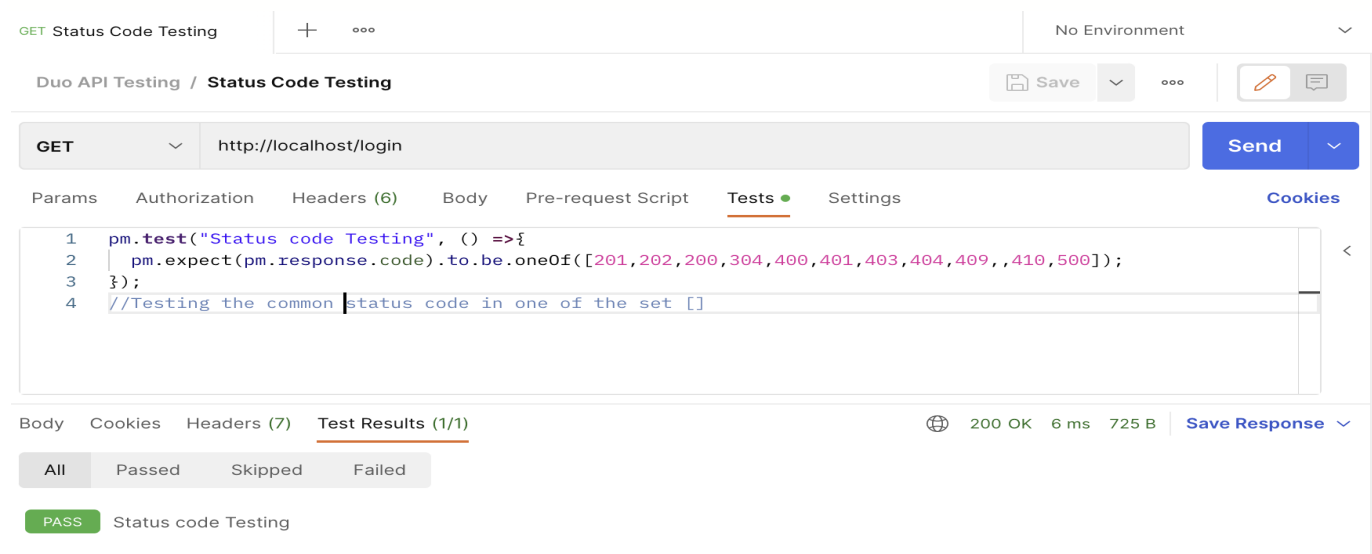 GET Status Code Testing
No Environment
Duo API Testing / Status Code Testing
Save
GET
http://localhost/login
Send
Params Authorization Headers (6) Body Pre-request Script Tests Settings Cookies
1 pm.test("Status code Testing", () =>{
2 pm.expect(pm.response.code).to.be.oneOf([201,202,200,304,400,401,403,404,409,,410,500]);
3 });
4 //Testing the common status code in one of the set []
Body Cookies Headers (7) Test Results (1/1) 200 OK 6 ms 725 B Save Response
All Passed Skipped Failed
PASS Status code Testing